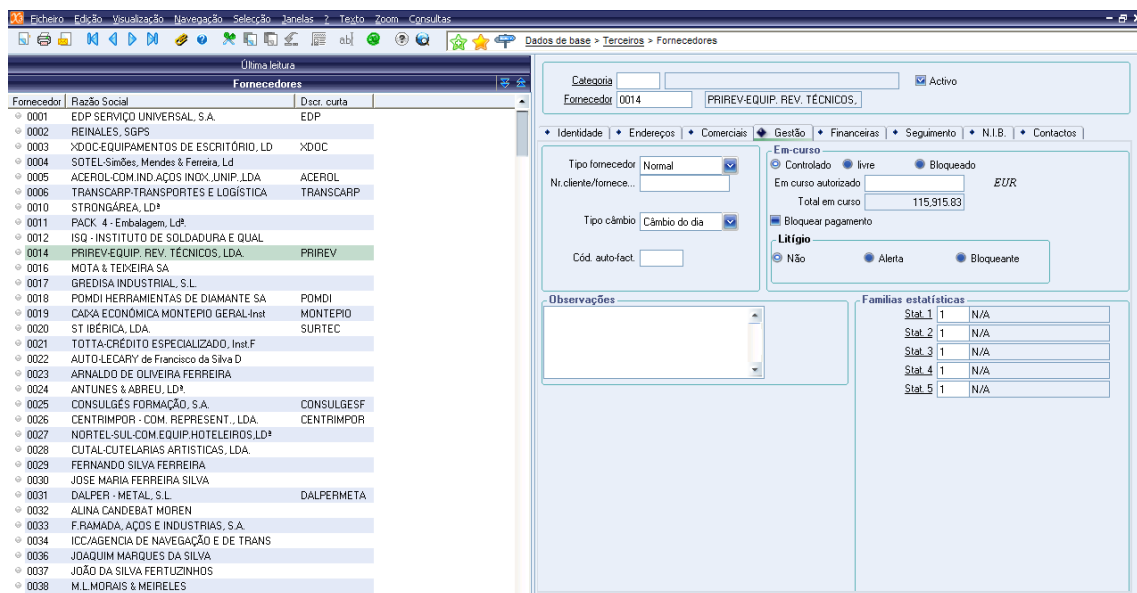 Ficheiro Edição Visualização Navegação Selecção Janelas ? Texto Zoom Consultas
Dados de base > Terceiros > Fornecedores
Última leitura
Fornecedores
Fornecedor Razão Social Dscr. curta
0001 EDP SERVIÇO UNIVERSAL, S.A. EDP
0002 REINALES, SGPS
0003 XDOC-EQUIPAMENTOS DE ESCRITÓRIO, LD XDOC
0004 SOTEL-Simões, Mendes & Ferreira, Ld
0005 ACEROL-COM.IND.AÇOS INOX.,UNIP.,LDA ACEROL
0006 TRANSCARP-TRANSPORTES E LOGÍSTICA TRANSCARP
0010 STRONGÁREA, LDª
0011 PACK 4 - Embalagem, Ldª.
0012 ISQ - INSTITUTO DE SOLDADURA E QUAL
0014 PRIREV-EQUIP. REV. TÉCNICOS, LDA. PRIREV
0016 MOTA & TEIXEIRA SA
0017 GREDISA INDUSTRIAL, S.L.
0018 POMDI HERRAMIENTAS DE DIAMANTE SA POMDI
0019 CAIXA ECONÓMICA MONTEPIO GERAL-Inst MONTEPIO
0020 ST IBÉRICA, LDA. SURTEC
0021 TOTTA-CRÉDITO ESPECIALIZADO, Inst.F
0022 AUTO-LECARY de Francisco da Silva D
0023 ARNALDO DE OLIVEIRA FERREIRA
0024 ANTUNES & ABREU, LDª.
0025 CONSULGÉS FORMAÇÃO, S.A. CONSULGESF
0026 CENTRIMPOR - COM. REPRESENT., LDA. CENTRIMPOR
0027 NORTEL-SUL-COM.EQUIP.HOTELEIROS,LDª
0028 CUTAL-CUTELARIAS ARTISTICAS, LDA.
0029 FERNANDO SILVA FERREIRA
0030 JOSE MARIA FERREIRA SILVA
0031 DALPER - METAL, S.L. DALPERMETA
0032 ALINA CANDEBAT MOREN
0033 F.RAMADA, AÇOS E INDUSTRIAS, S.A.
0034 ICC/AGENCIA DE NAVEGAÇÃO E DE TRANS
0036 JOAQUIM MARQUES DA SILVA
0037 JOÃO DA SILVA FERTUZINHOS
0038 M.L.MORAIS & MEIRELES
Categoria Activo
Fornecedor 0014 PRIREV-EQUIP. REV. TÉCNICOS,
Identidade Endereços Comerciais Gestão Financeiras Seguimento N.I.B. Contactos
Tipo fornecedor Normal
Nr.cliente/fornece...
Tipo câmbio Câmbio do dia
Cód. auto-fact.
Em-curso
Controlado livre Bloqueado
Em curso autorizado EUR
Total em curso 115,915.83
Bloquear pagamento
Litígio
Não Alerta Bloqueante
Observações
Familias estatísticas
Stat. 1 1 N/A
Stat. 2 1 N/A
Stat. 3 1 N/A
Stat. 4 1 N/A
Stat. 5 1 N/A